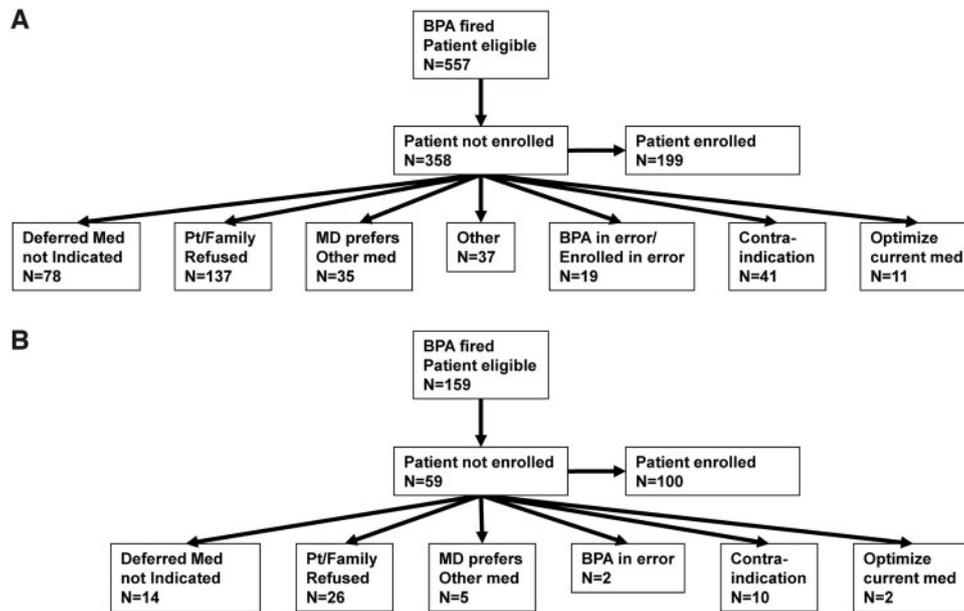 A
BPA fired
Patient eligible
N=557
Patient not enrolled
N=358
Patient enrolled
N=199
Deferred Med
not Indicated
N=78
Pt/Family
Refused
N=137
MD prefers
Other med
N=35
Other
N=37
BPA in error/
Enrolled in error
N=19
Contra-
indication
N=41
Optimize
current med
N=11
B
BPA fired
Patient eligible
N=159
Patient not enrolled
N=59
Patient enrolled
N=100
Deferred Med
not Indicated
N=14
Pt/Family
Refused
N=26
MD prefers
Other med
N=5
BPA in error
N=2
Contra-
indication
N=10
Optimize
current med
N=2